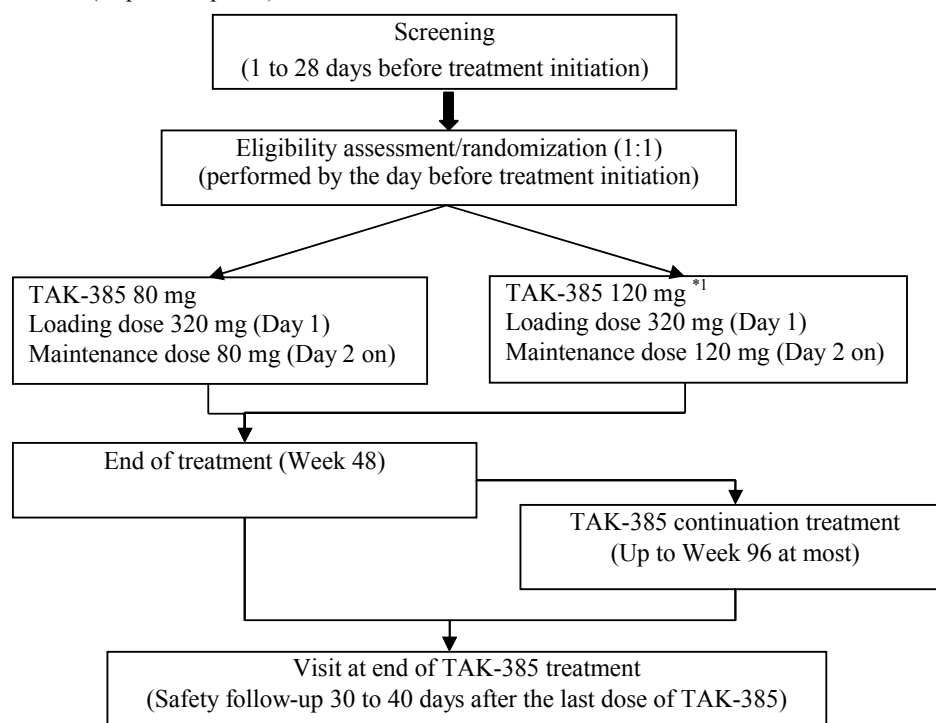 Screening
(1 to 28 days before treatment initiation)
Eligibility assessment/randomization (1:1)
(performed by the day before treatment initiation)
TAK-385 80 mg
Loading dose 320 mg (Day 1)
Maintenance dose 80 mg (Day 2 on)
TAK-385 120 mg *1
Loading dose 320 mg (Day 1)
Maintenance dose 120 mg (Day 2 on)
End of treatment (Week 48)
TAK-385 continuation treatment
(Up to Week 96 at most)
Visit at end of TAK-385 treatment
(Safety follow-up 30 to 40 days after the last dose of TAK-385)